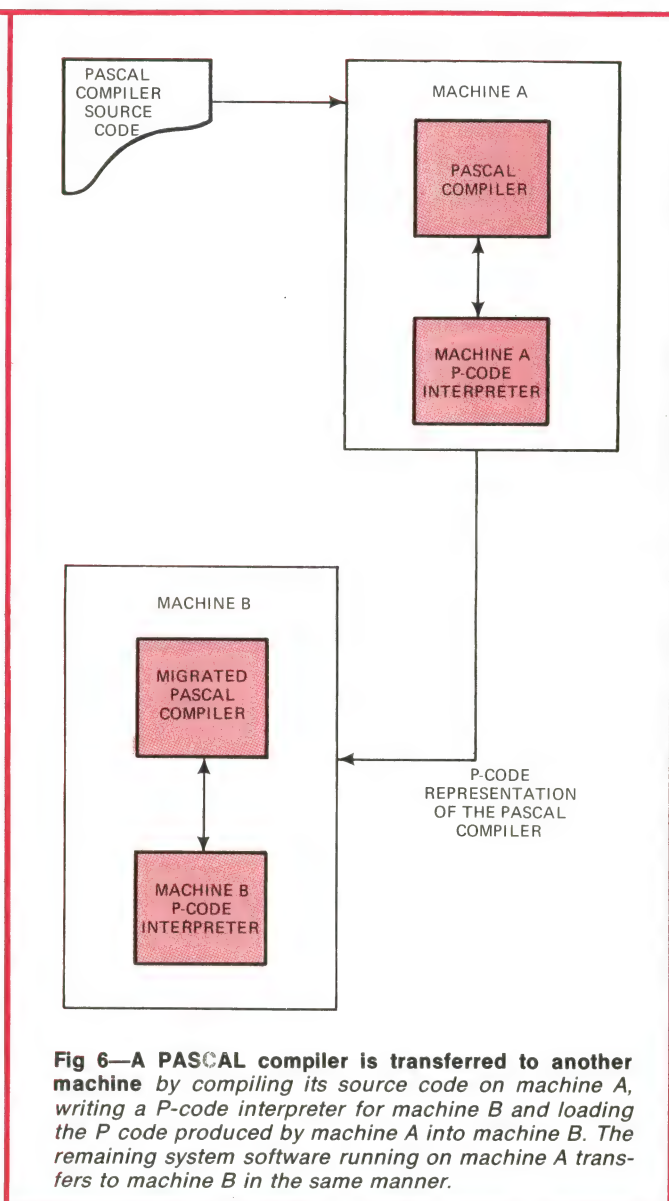 PASCAL
COMPILER
SOURCE
CODE
MACHINE A
PASCAL
COMPILER
MACHINE A
P-CODE
INTERPRETER
MACHINE B
MIGRATED
PASCAL
COMPILER
P-CODE
REPRESENTATION
OF THE PASCAL
COMPILER
MACHINE B
P-CODE
INTERPRETER
Fig 6—A PASCAL compiler is transferred to another
machine by compiling its source code on machine A,
writing a P-code interpreter for machine B and loading
the P code produced by machine A into machine B. The
remaining system software running on machine A trans-
fers to machine B in the same manner.